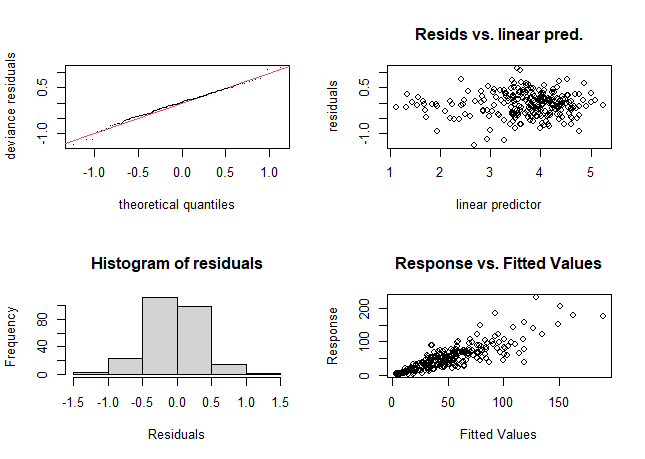 deviance residuals
-1.0 0.5
-1.0 -0.5 0.0 0.5 1.0
theoretical quantiles
Resids vs. linear pred.
residuals
-1.0 0.5
1 2 3 4 5
linear predictor
Histogram of residuals
Frequency
0 40 80
-1.5 -1.0 -0.5 0.0 0.5 1.0 1.5
Residuals
Response vs. Fitted Values
Response
0 100 200
0 50 100 150
Fitted Values